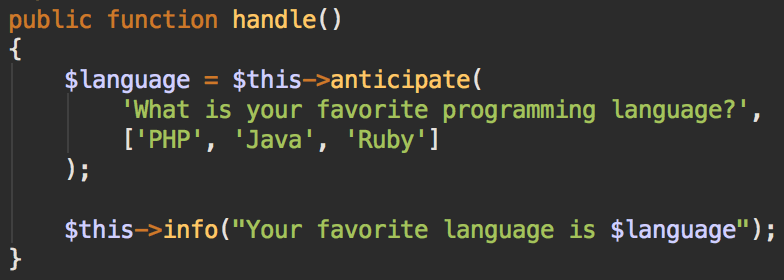 public function handle()
{
    $language = $this->anticipate(
        'What is your favorite programming language?',
        ['PHP', 'Java', 'Ruby']
    );

    $this->info("Your favorite language is $language");
}